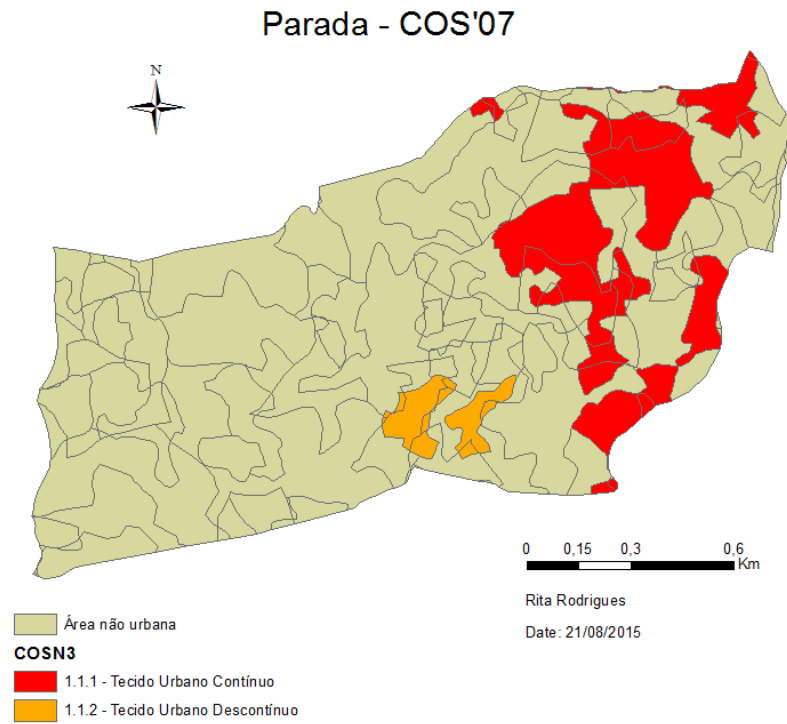 Parada - COS'07
N
0 0,15 0,3 0,6
Km
Rita Rodrigues
Date: 21/08/2015
Área não urbana
COSN3
1.1.1 - Tecido Urbano Contínuo
1.1.2 - Tecido Urbano Descontínuo